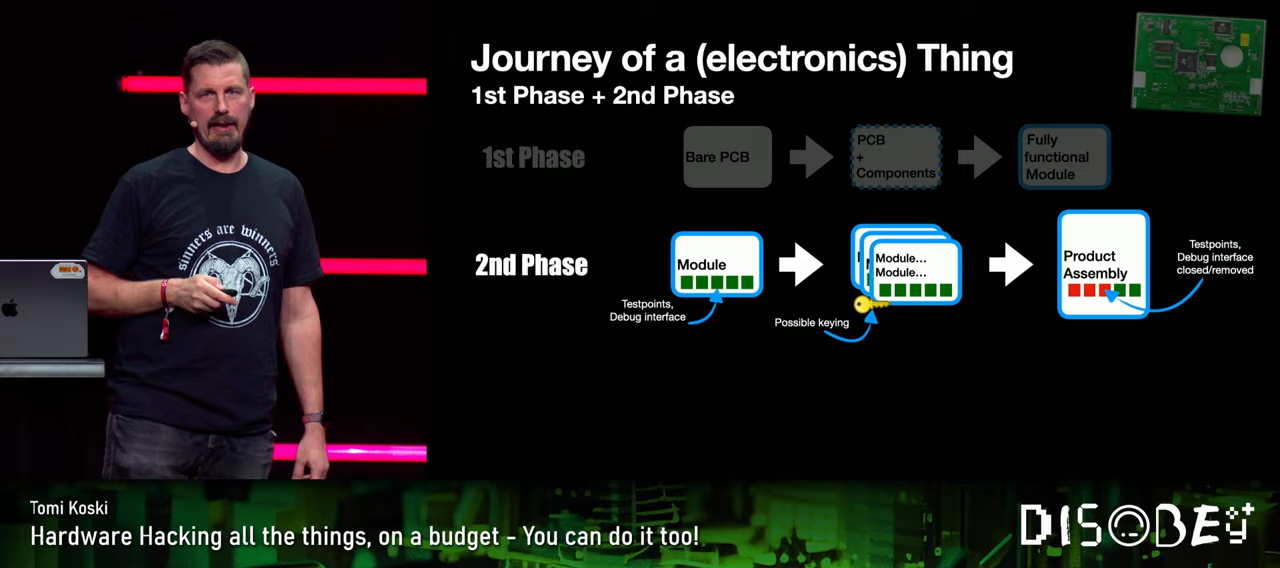 Journey of a (electronics) Thing
1st Phase + 2nd Phase
1st Phase
Bare PCB
PCB
+
Components
Fully
functional
Module
sinners are winners
2nd Phase
Module
Testpoints,
Debug interface
Module...
Module...
Possible keying
Product
Assembly
Testpoints,
Debug interface
closed/removed
Tomi Koski
Hardware Hacking all the things, on a budget - You can do it too!
DISOBEY